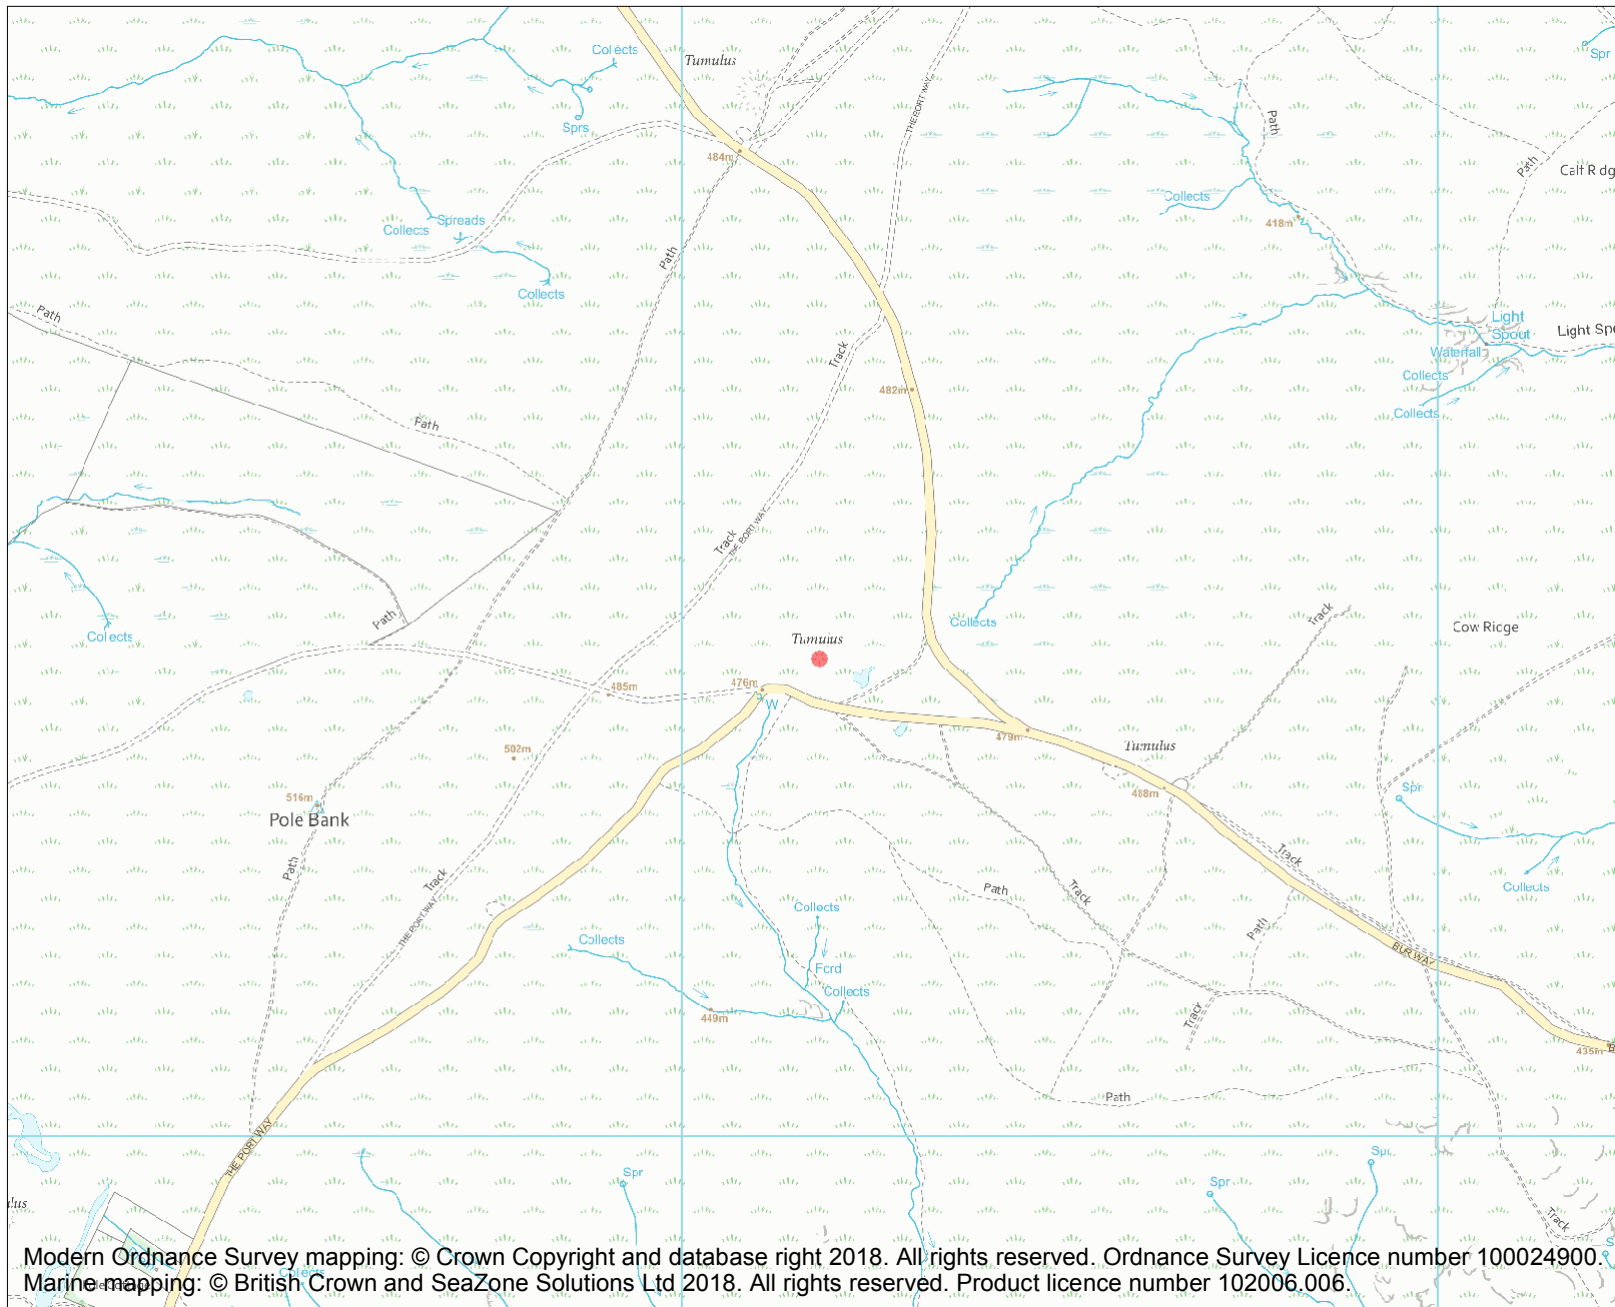 Collects
Tumulus
Spr
Sprs
THE PORT WAY
Path
484m
Path
Collects
Spreads
Collects
418m
Path
Collects
Path
Light
Spout
Waterfall
Track
482m
Collects
Collects
Path
Track
THE PORT WAY
Path
Collects
Collects
Track
Cow Ridge
Tumulus
485m
476m
W
479m
Tumulus
502m
516m
Pole Bank
488m
Spr
Track
Path
Track
THE PORT WAY
Path
Track
Collects
Collects
Path
Collects
Ford
Collects
BUR WAY
449m
Track
435m
Path
THE PORT WAY
Spr
Spr
Spr
Track
Collects
Modern Ordnance Survey mapping: © Crown Copyright and database right 2018. All rights reserved. Ordnance Survey Licence number 100024900.
Marine mapping: © British Crown and SeaZone Solutions Ltd 2018. All rights reserved. Product licence number 102006.006.